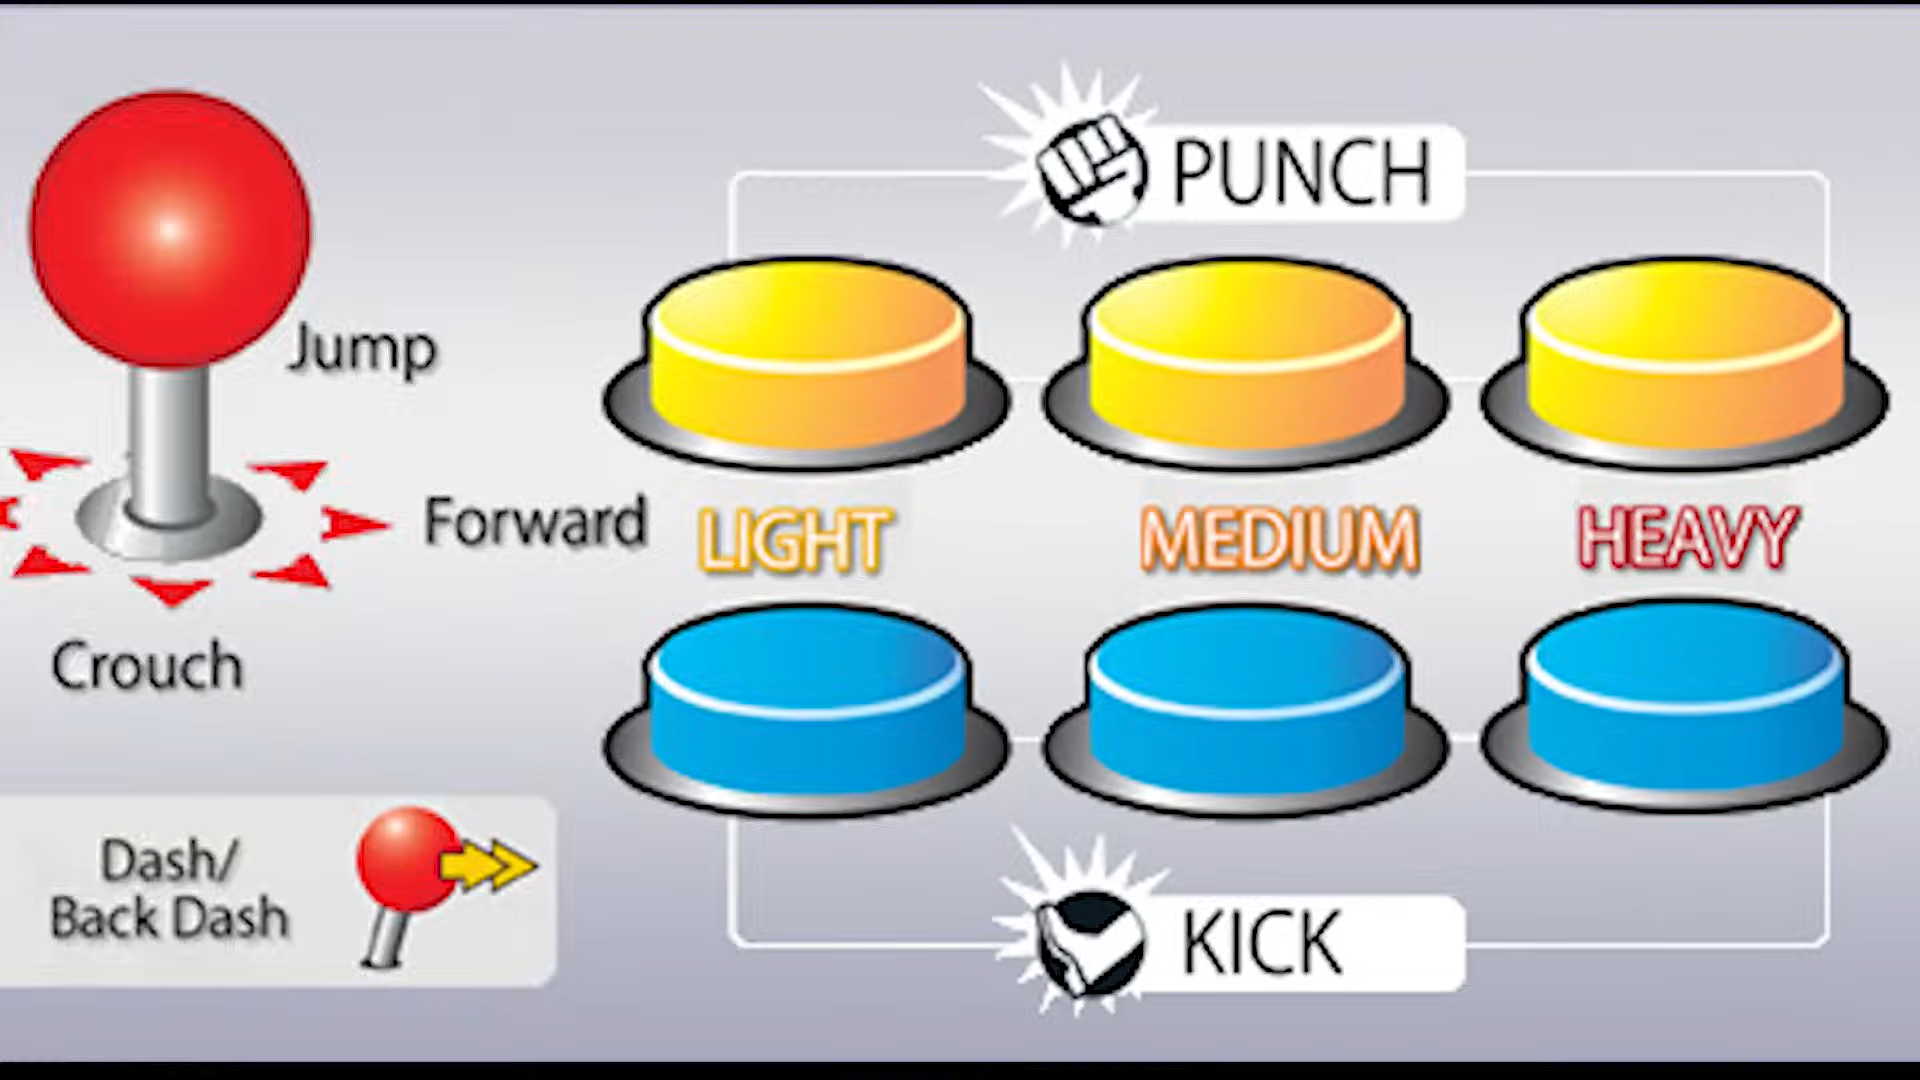 PUNCH
Jump
Forward
LIGHT
MEDIUM
HEAVY
Crouch
Dash/
Back Dash
KICK